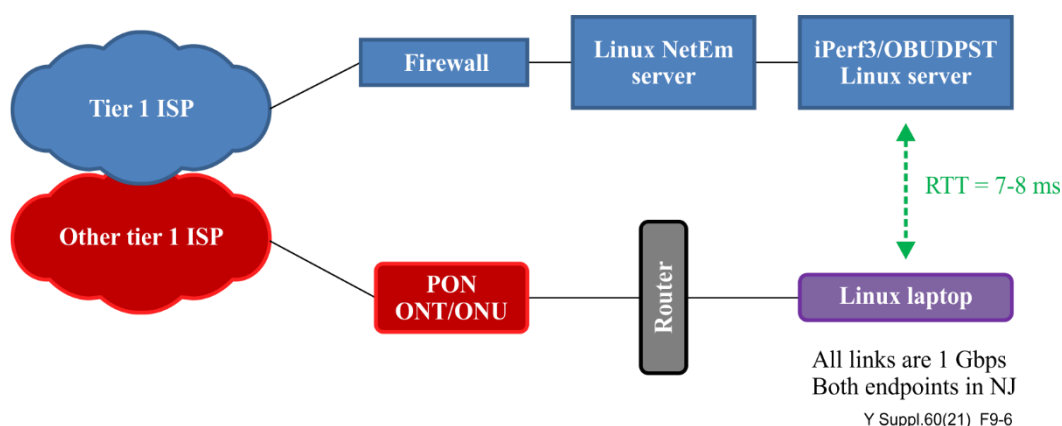 Tier 1 ISP
Firewall
Linux NetEm
server
iPerf3/OBUDPST
Linux server
RTT = 7-8 ms
Other tier 1 ISP
PON
ONT/ONU
Router
Linux laptop
All links are 1 Gbps
Both endpoints in NJ
Y Suppl.60(21)_F9-6